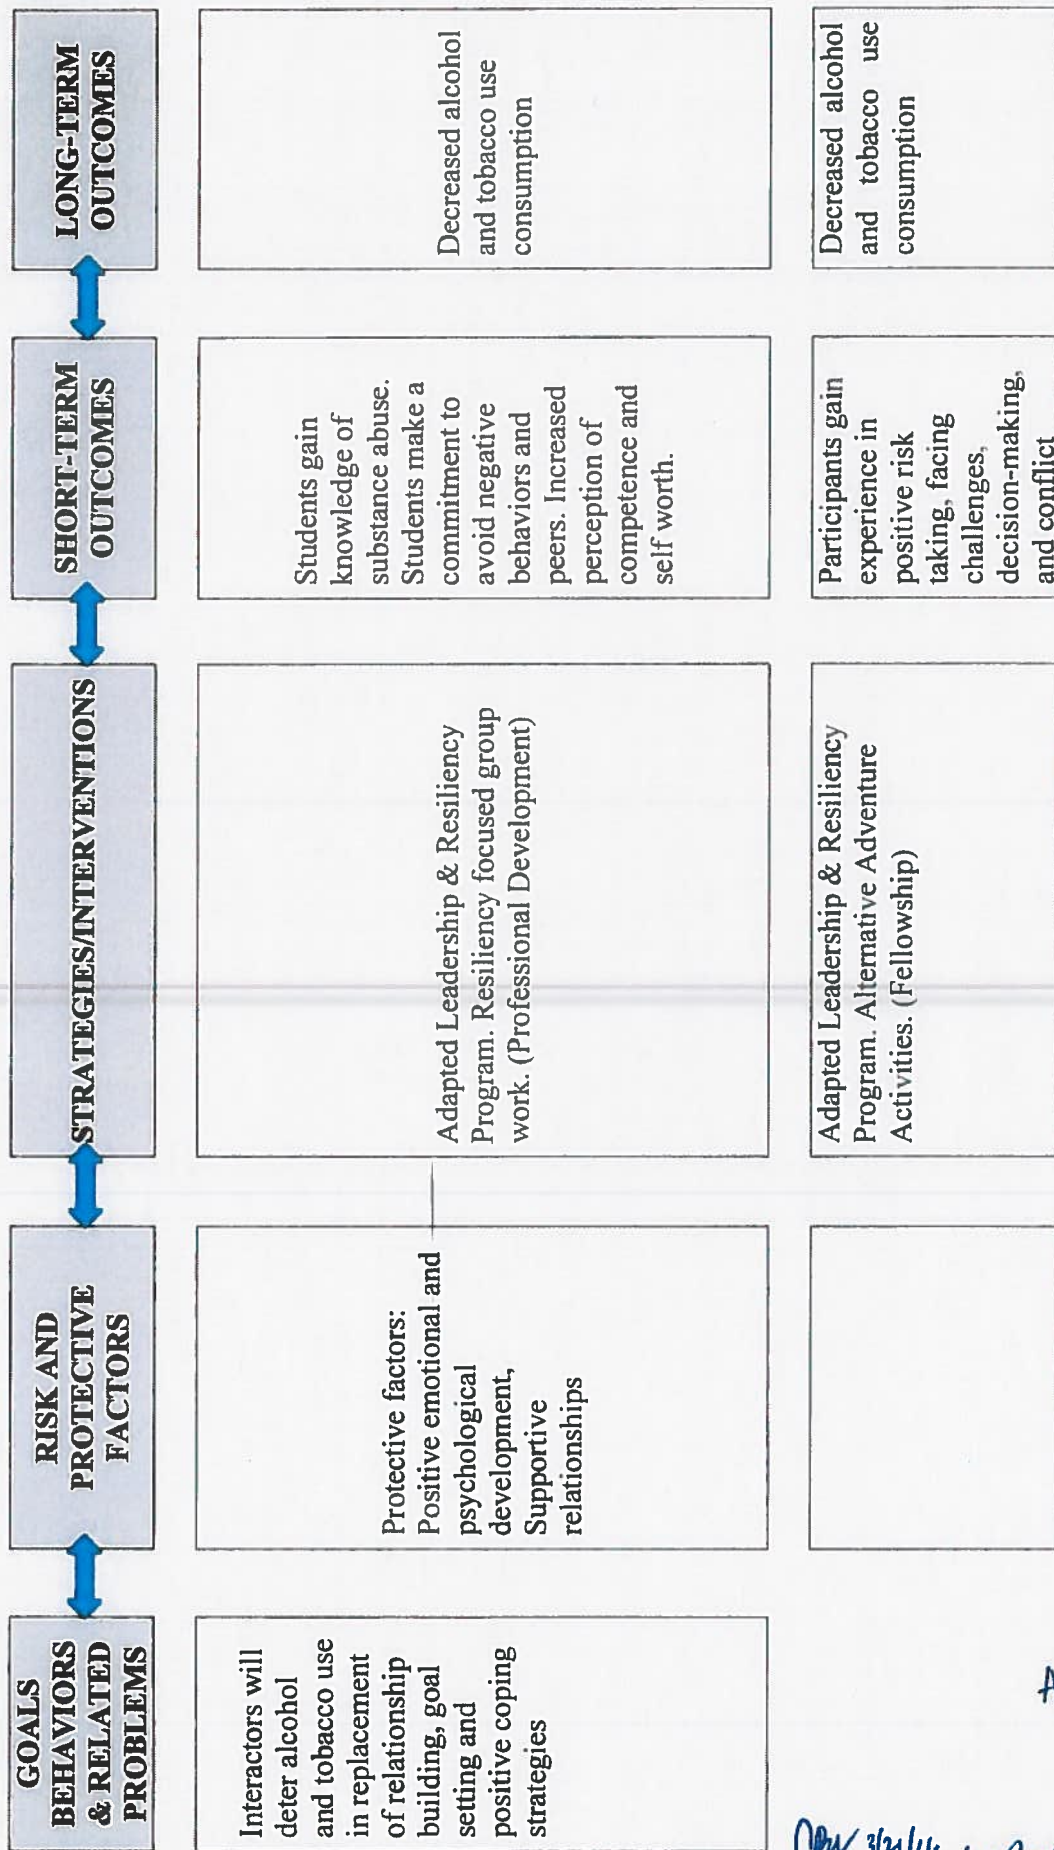 GOALS
BEHAVIORS
& RELATED
PROBLEMS
RISK AND
PROTECTIVE
FACTORS
STRATEGIES/INTERVENTIONS
SHORT-TERM
OUTCOMES
LONG-TERM
OUTCOMES
Interactors will
deter alcohol
and tobacco use
in replacement
of relationship
building, goal
setting and
positive coping
strategies
Protective factors:
Positive emotional and
psychological
development,
Supportive
relationships
Adapted Leadership & Resiliency
Program. Resiliency focused group
work. (Professional Development)
Students gain
knowledge of
substance abuse.
Students make a
commitment to
avoid negative
behaviors and
peers. Increased
perception of
competence and
self worth.
Decreased alcohol
and tobacco use
consumption
Adapted Leadership & Resiliency
Program. Alternative Adventure
Activities. (Fellowship)
Participants gain
experience in
positive risk
taking, facing
challenges,
decision-making,
and conflict
Decreased alcohol
and tobacco use
consumption